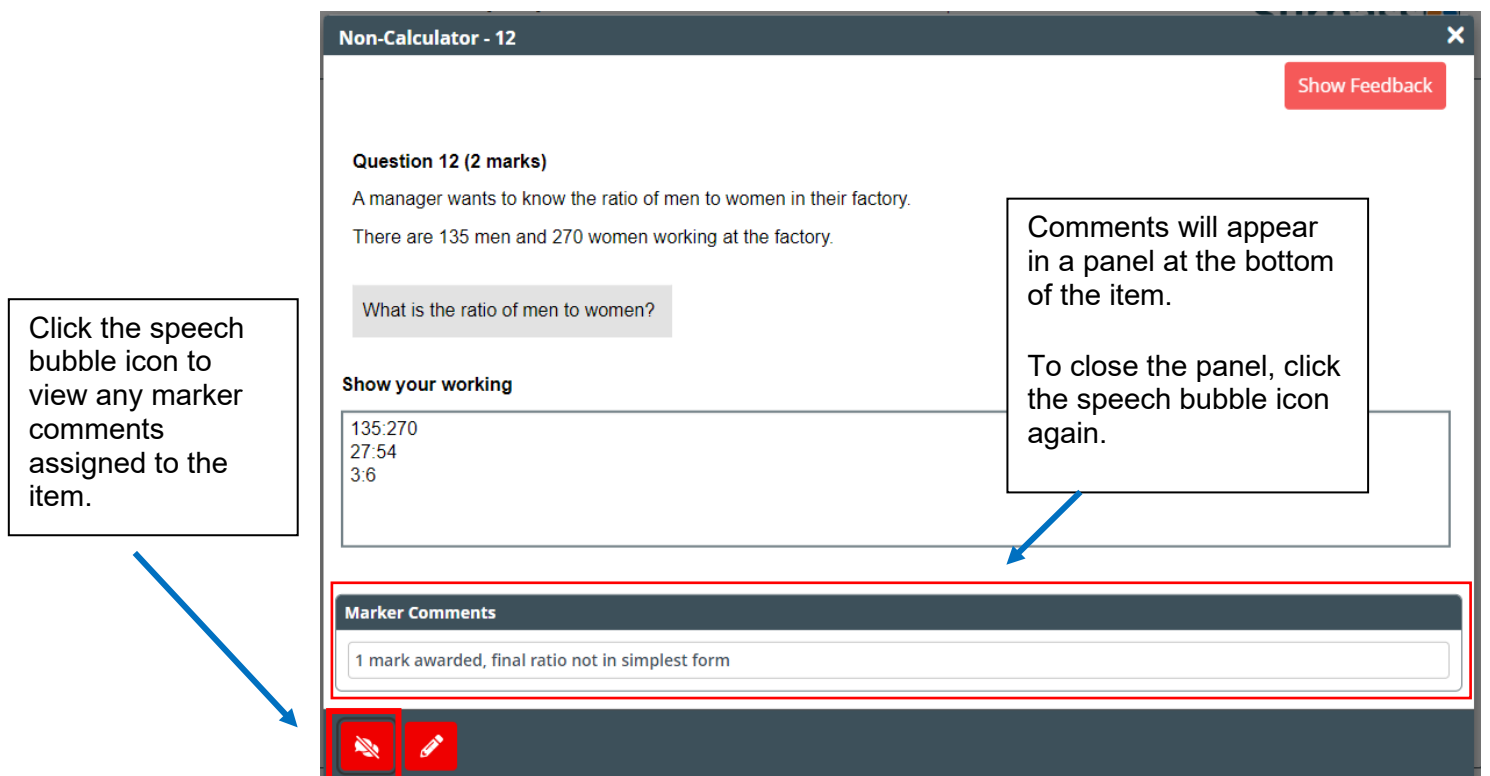 Non-Calculator - 12
Show Feedback
Question 12 (2 marks)
A manager wants to know the ratio of men to women in their factory.
There are 135 men and 270 women working at the factory.
What is the ratio of men to women?
Show your working
135:270
27:54
3:6
Comments will appear
in a panel at the bottom
of the item.
To close the panel, click
the speech bubble icon
again.
Click the speech
bubble icon to
view any marker
comments
assigned to the
item.
Marker Comments
1 mark awarded, final ratio not in simplest form